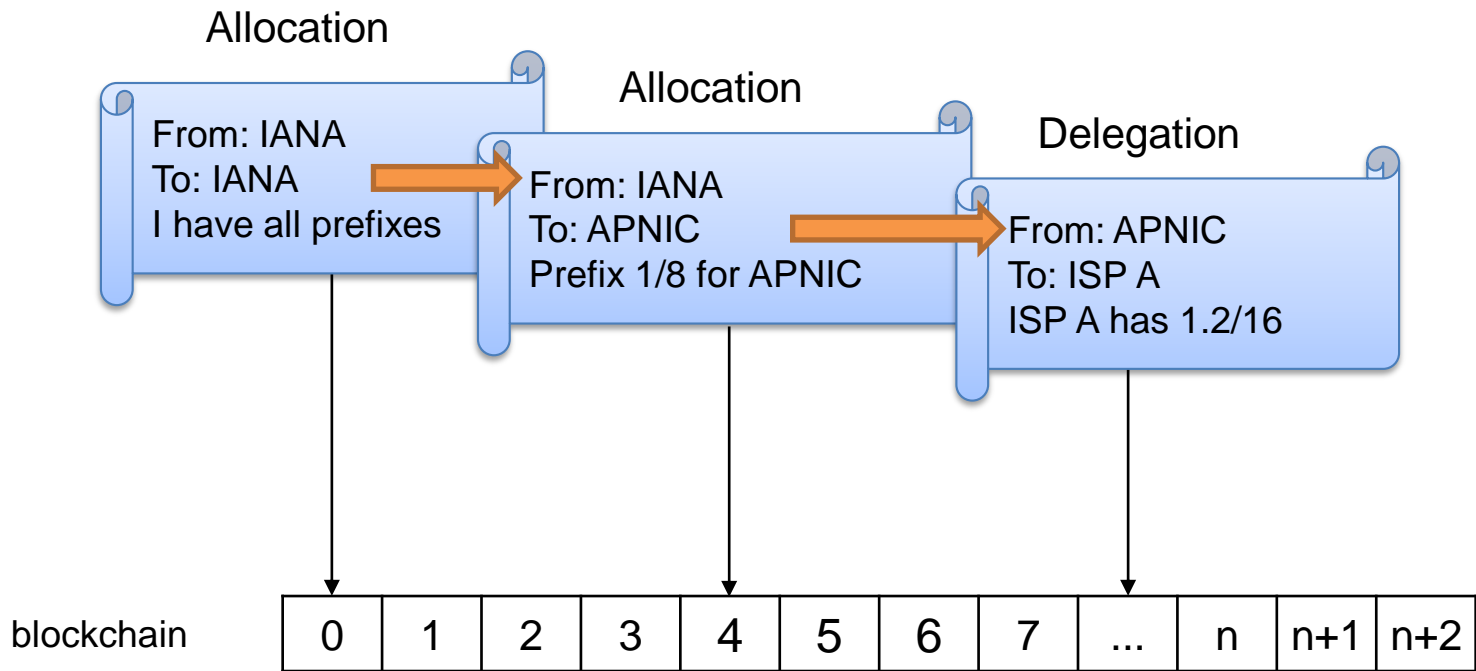 Allocation
From: IANA
To: IANA
I have all prefixes
Allocation
From: IANA
To: APNIC
Prefix 1/8 for APNIC
Delegation
From: APNIC
To: ISP A
ISP A has 1.2/16
blockchain 0 1 2 3 4 5 6 7 ... n n+1 n+2